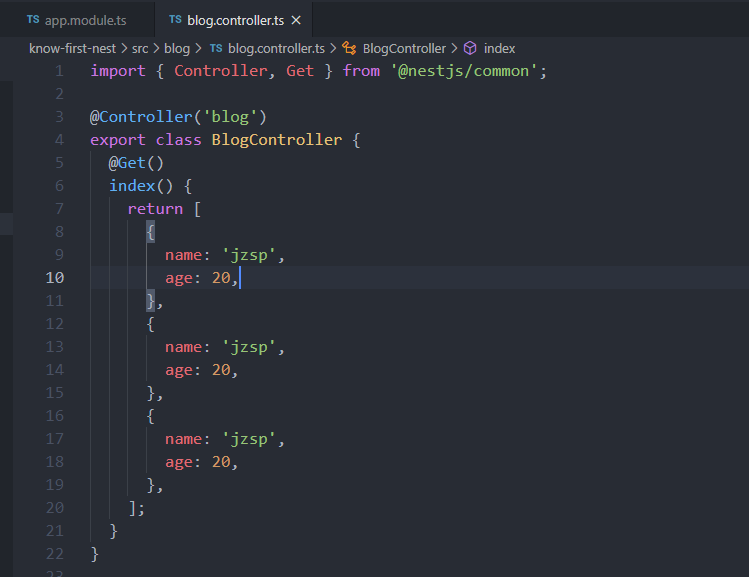 TS app.module.ts TS blog.controller.ts ×
know-first-nest > src > blog > TS blog.controller.ts > BlogController > index
1 import { Controller, Get } from '@nestjs/common';
2
3 @Controller('blog')
4 export class BlogController {
5   @Get()
6   index() {
7     return [
8       {
9         name: 'jzsp',
10         age: 20,
11       },
12       {
13         name: 'jzsp',
14         age: 20,
15       },
16       {
17         name: 'jzsp',
18         age: 20,
19       },
20     ];
21   }
22 }
23